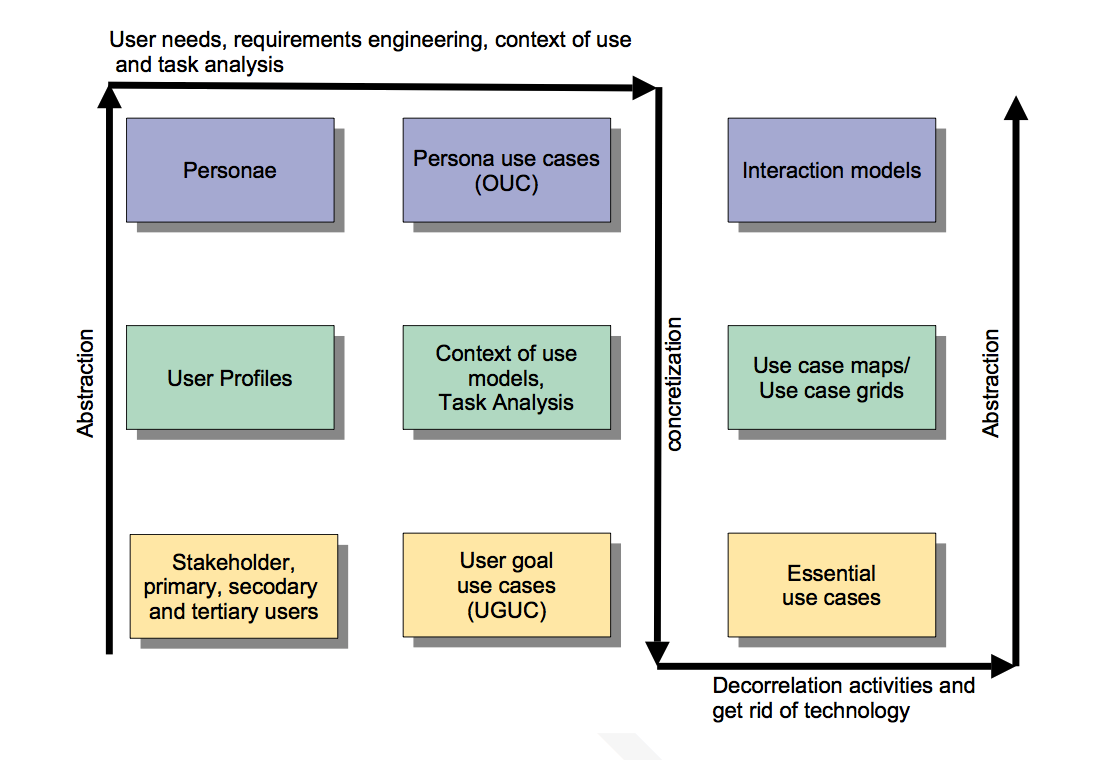 User needs, requirements engineering, context of use
and task analysis
Personae
Persona use cases
(OUC)
Interaction models
Abstraction
User Profiles
Context of use
models,
Task Analysis
concretization
Use case maps/
Use case grids
Abstraction
Stakeholder,
primary, secodary
and tertiary users
User goal
use cases
(UGUC)
Essential
use cases
Decorrelation activities and
get rid of technology